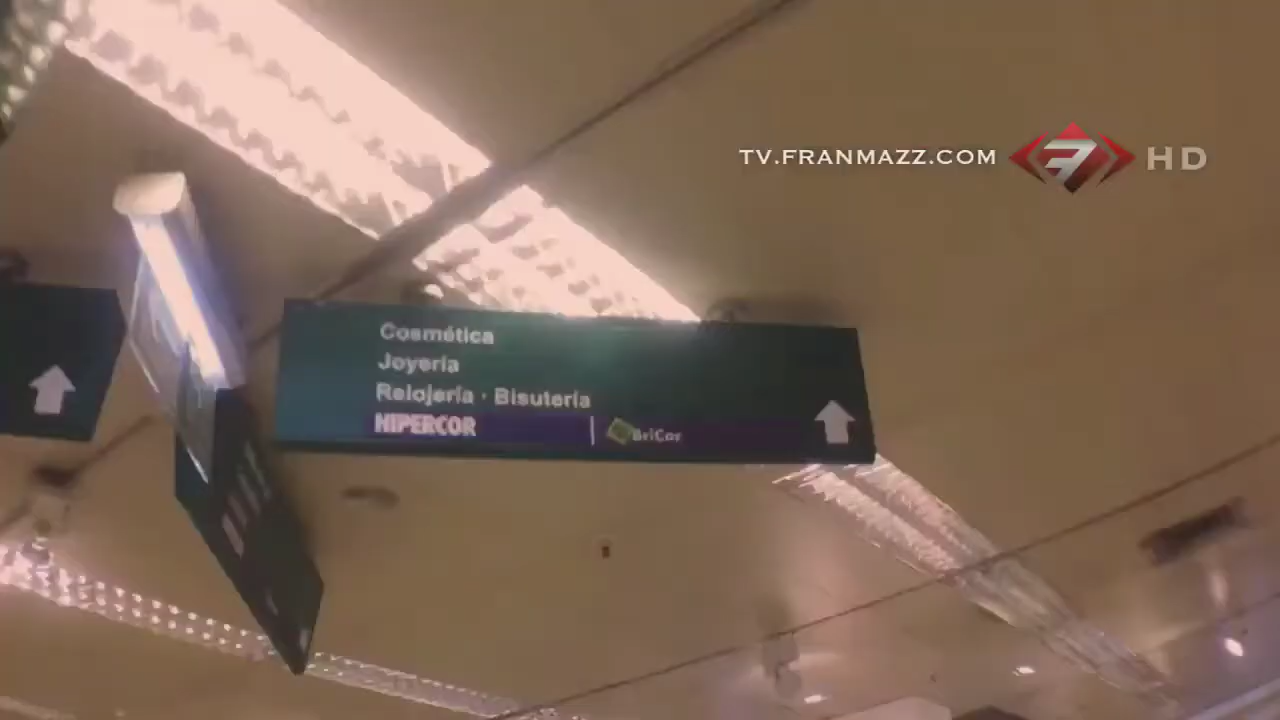 TV.FRANMAZZ.COM HD
Cosmética
Joyería
Relojería · Bisutería
HIPERCOR | BriCor